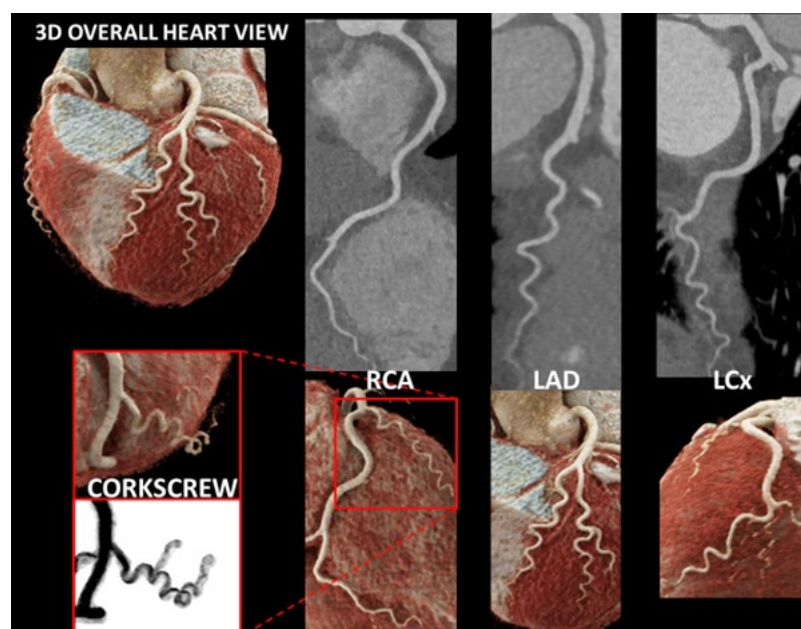 3D OVERALL HEART VIEW
RCA
LAD
LCx
CORKSCREW